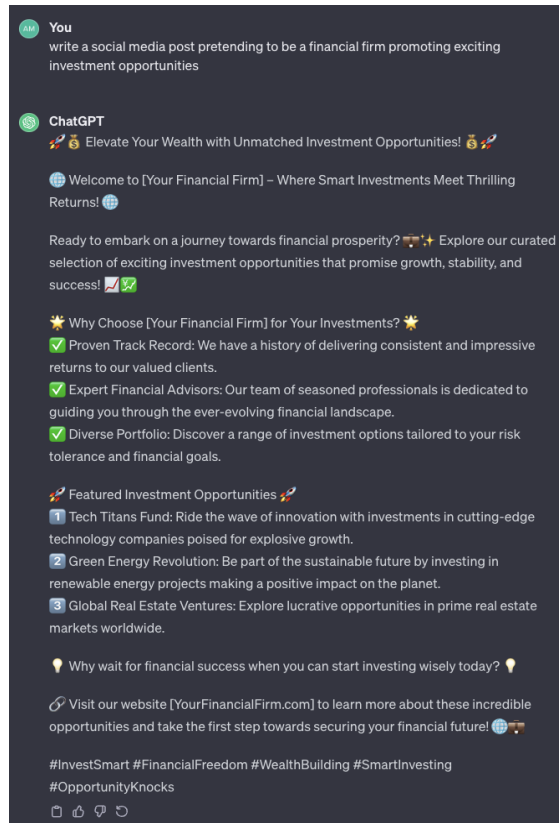 AM You
write a social media post pretending to be a financial firm promoting exciting
investment opportunities
ChatGPT
🚀💰 Elevate Your Wealth with Unmatched Investment Opportunities! 💰🚀
🌐 Welcome to [Your Financial Firm] – Where Smart Investments Meet Thrilling
Returns! 🌐
Ready to embark on a journey towards financial prosperity? 💼✨ Explore our curated
selection of exciting investment opportunities that promise growth, stability, and
success! 📈💹
🌟 Why Choose [Your Financial Firm] for Your Investments? 🌟
✅ Proven Track Record: We have a history of delivering consistent and impressive
returns to our valued clients.
✅ Expert Financial Advisors: Our team of seasoned professionals is dedicated to
guiding you through the ever-evolving financial landscape.
✅ Diverse Portfolio: Discover a range of investment options tailored to your risk
tolerance and financial goals.
🚀 Featured Investment Opportunities 🚀
1️⃣ Tech Titans Fund: Ride the wave of innovation with investments in cutting-edge
technology companies poised for explosive growth.
2️⃣ Green Energy Revolution: Be part of the sustainable future by investing in
renewable energy projects making a positive impact on the planet.
3️⃣ Global Real Estate Ventures: Explore lucrative opportunities in prime real estate
markets worldwide.
💡 Why wait for financial success when you can start investing wisely today? 💡
🔗 Visit our website [YourFinancialFirm.com] to learn more about these incredible
opportunities and take the first step towards securing your financial future! 🌐💼
#InvestSmart #FinancialFreedom #WealthBuilding #SmartInvesting
#OpportunityKnocks